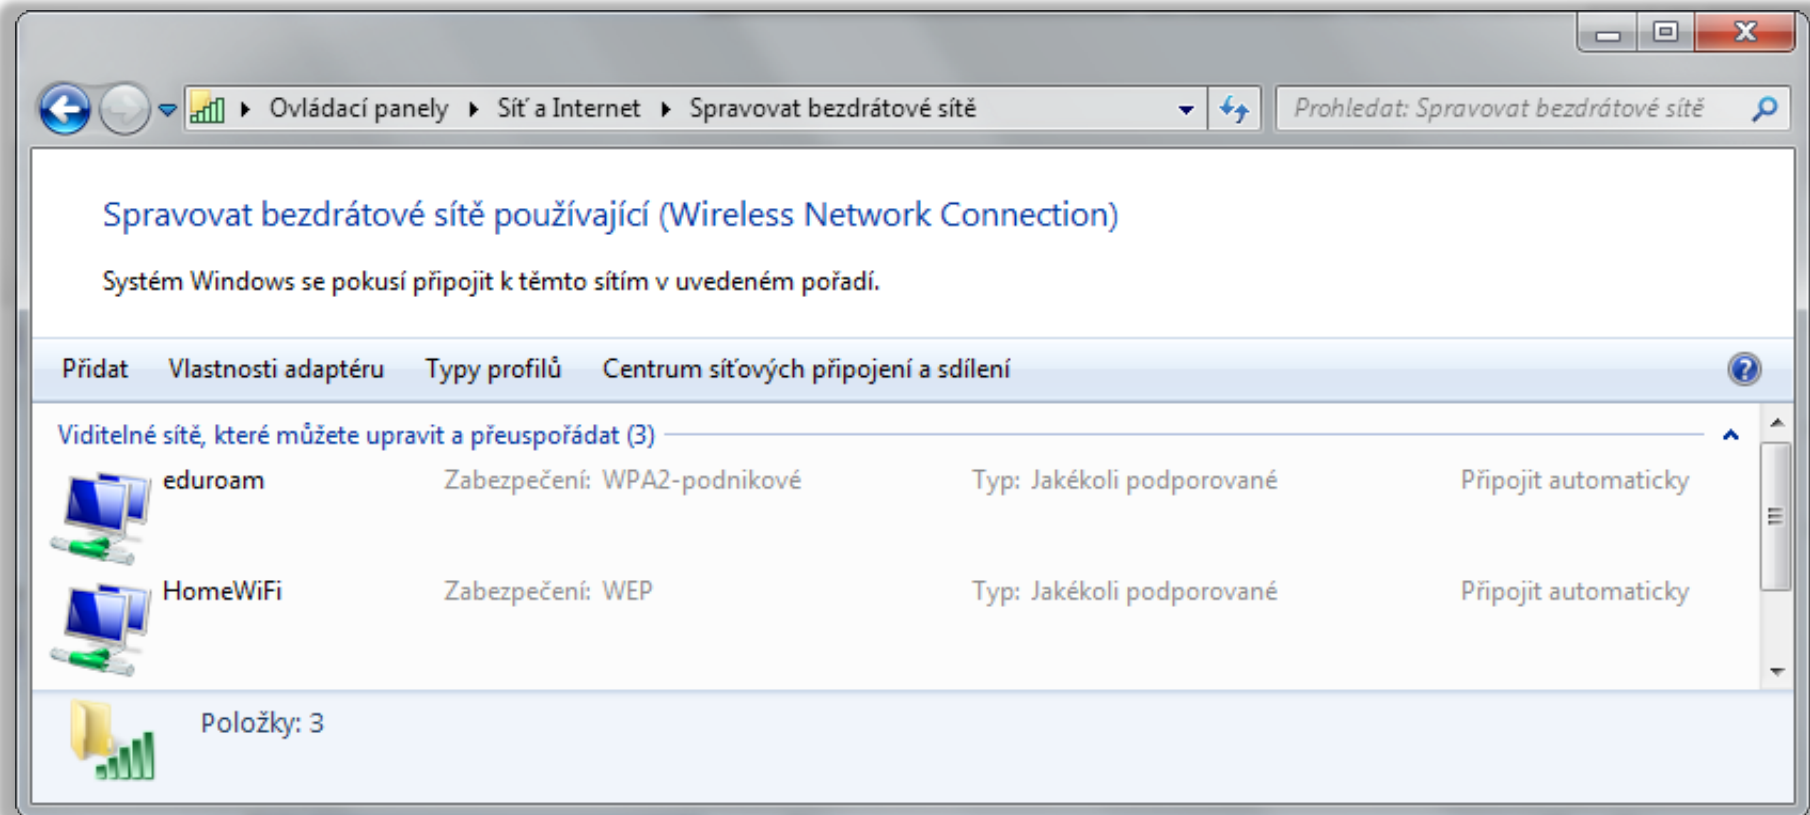 Ovládací panely Síť a Internet Spravovat bezdrátové sítě Prohledat: Spravovat bezdrátové sítě
Spravovat bezdrátové sítě používající (Wireless Network Connection)
Systém Windows se pokusí připojit k těmto sítím v uvedeném pořadí.
Přidat Vlastnosti adaptéru Typy profilů Centrum síťových připojení a sdílení
Viditelné sítě, které můžete upravit a přeuspořádat (3)
eduroam Zabezpečení: WPA2-podnikové Typ: Jakékoli podporované Připojit automaticky
HomeWiFi Zabezpečení: WEP Typ: Jakékoli podporované Připojit automaticky
Položky: 3